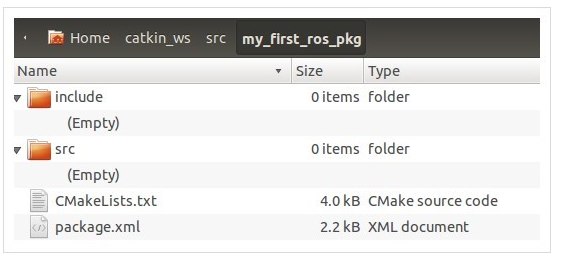 Home catkin_ws src my_first_ros_pkg
Name Size Type
include 0 items folder
(Empty)
src 0 items folder
(Empty)
CMakeLists.txt 4.0 kB CMake source code
package.xml 2.2 kB XML document